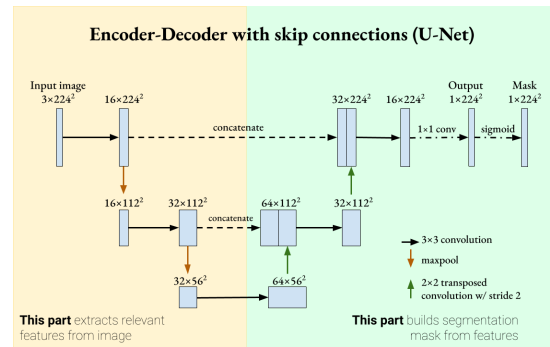 Encoder-Decoder with skip connections (U-Net)
Input image
3×224²
16×224²
32×224²
16×224²
Output
1×224²
Mask
1×224²
concatenate
1×1 conv
sigmoid
16×112²
32×112²
64×112²
32×112²
concatenate
32×56²
64×56²
3×3 convolution
maxpool
2×2 transposed
convolution w/ stride 2
This part extracts relevant
features from image
This part builds segmentation
mask from features